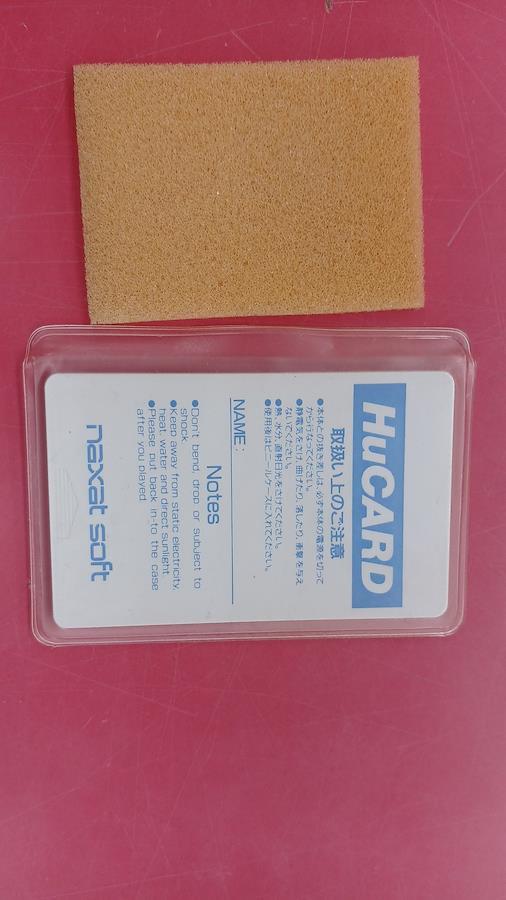 HuCARD
取扱い上のご注意
●本体との抜き差しは、必ず本体の電源を切って
から行なってください。
●静電気をさけ、曲げたり、落したり、衝撃を与え
ないでください。
●熱、水分、直射日光をさけてください。
●使用後はビニールケースに入れてください。
NAME:
Notes
●Don't bend, drop or subject to
shock.
●Keep away from static electricity,
heat, water and direct sunlight
●Please put back in-to the case
after you played
naxat soft